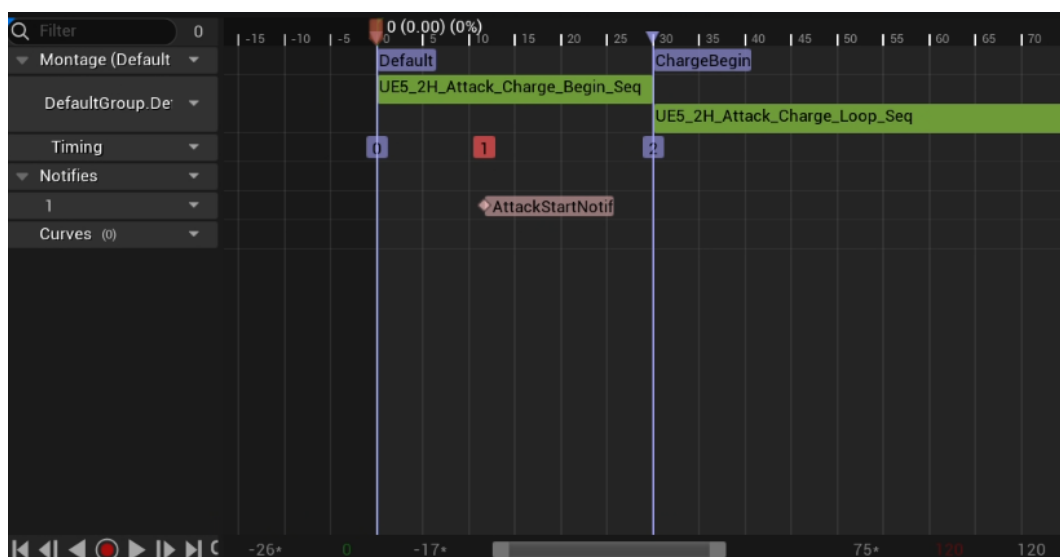 Filter 0
0 (0.00) (0%)
-15 -10 -5 0 5 10 15 20 25 30 35 40 45 50 55 60 65 70
Montage (Default
Default ChargeBegin
UE5_2H_Attack_Charge_Begin_Seq
DefaultGroup.De
UE5_2H_Attack_Charge_Loop_Seq
Timing 0 1 2
Notifies
1 AttackStartNotif
Curves (0)
-26* 0 -17* 75* 120 120